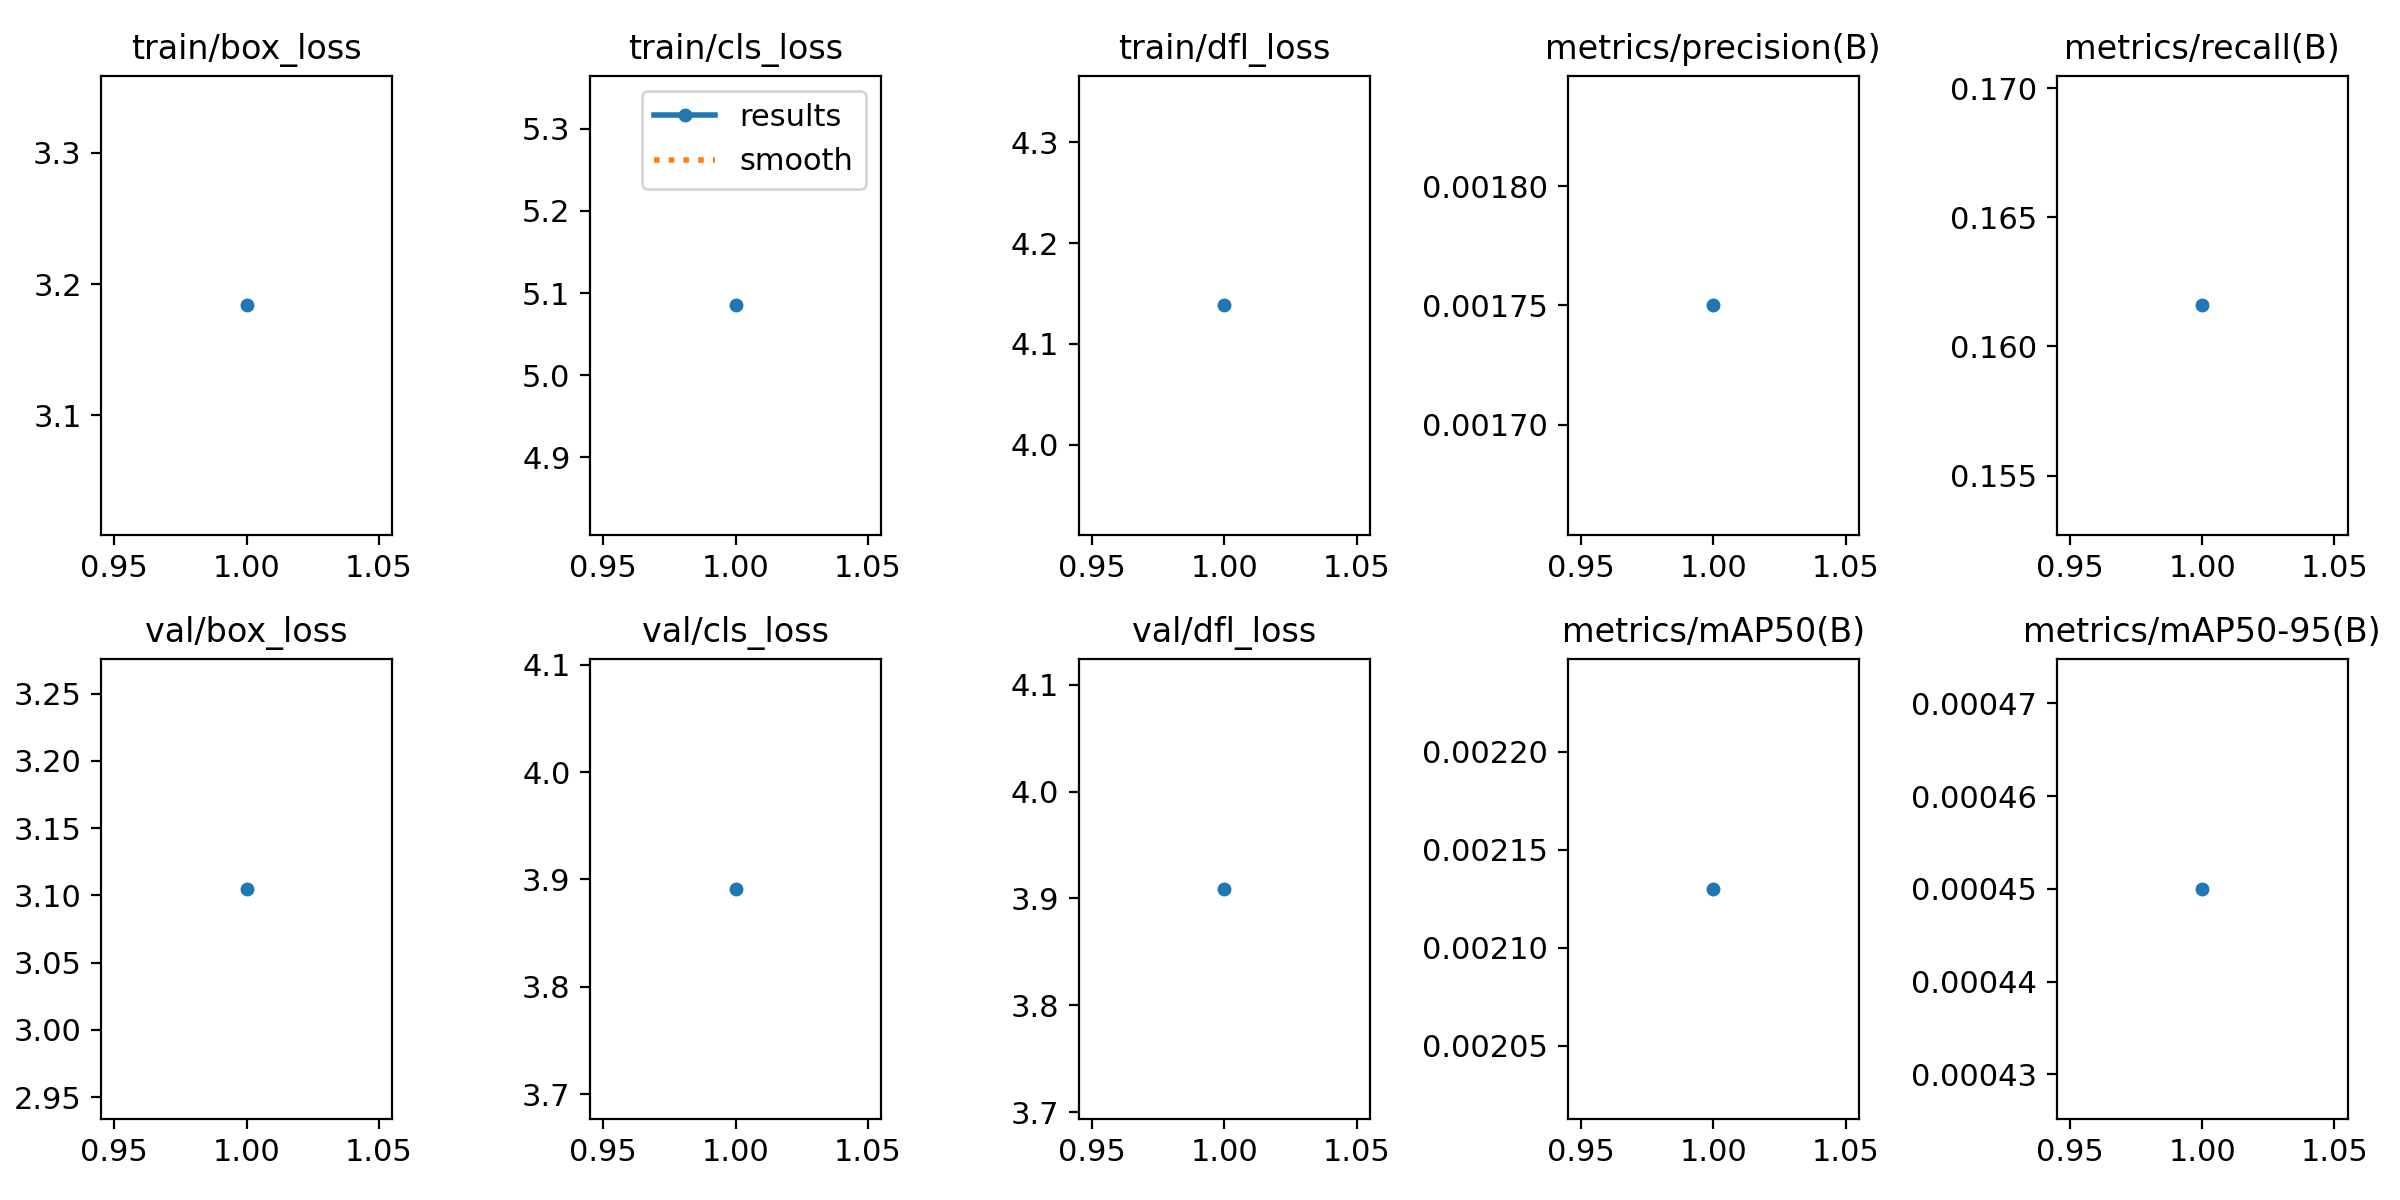 train/box_loss
3.3
3.2
3.1
0.95 1.00 1.05
train/cls_loss
results
smooth
5.3
5.2
5.1
5.0
4.9
0.95 1.00 1.05
train/dfl_loss
4.3
4.2
4.1
4.0
0.95 1.00 1.05
metrics/precision(B)
0.00180
0.00175
0.00170
0.95 1.00 1.05
metrics/recall(B)
0.170
0.165
0.160
0.155
0.95 1.00 1.05
val/box_loss
3.25
3.20
3.15
3.10
3.05
3.00
2.95
0.95 1.00 1.05
val/cls_loss
4.1
4.0
3.9
3.8
3.7
0.95 1.00 1.05
val/dfl_loss
4.1
4.0
3.9
3.8
3.7
0.95 1.00 1.05
metrics/mAP50(B)
0.00220
0.00215
0.00210
0.00205
0.95 1.00 1.05
metrics/mAP50-95(B)
0.00047
0.00046
0.00045
0.00044
0.00043
0.95 1.00 1.05